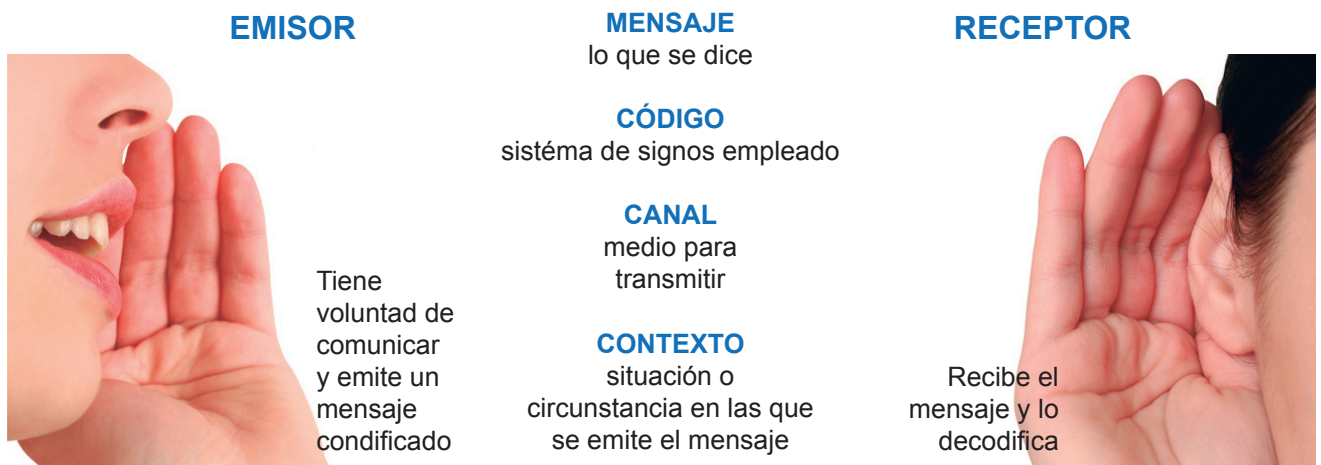 EMISOR
Tiene
voluntad de
comunicar
y emite un
mensaje
condificado
MENSAJE
lo que se dice
CÓDIGO
sistéma de signos empleado
CANAL
medio para
transmitir
CONTEXTO
situación o
circunstancia en las que
se emite el mensaje
RECEPTOR
Recibe el
mensaje y lo
decodifica